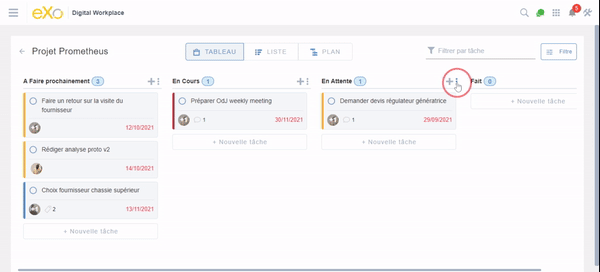 eXo Digital Workplace 5
Projet Prometheus TABLEAU LISTE PLAN Filtrer par tâche Filtre
A Faire prochainement 3 En Cours 1 En Attente 1 Fait 0
Faire un retour sur la visite du fournisseur
12/10/2021
Rédiger analyse proto v2
14/10/2021
Choix fournisseur chassie supérieur
2 13/11/2021
+ Nouvelle tâche
Préparer OdJ weekly meeting
1 30/11/2021
+ Nouvelle tâche
Demander devis régulateur génératrice
1 29/09/2021
+ Nouvelle tâche
+ Nouvelle tâche